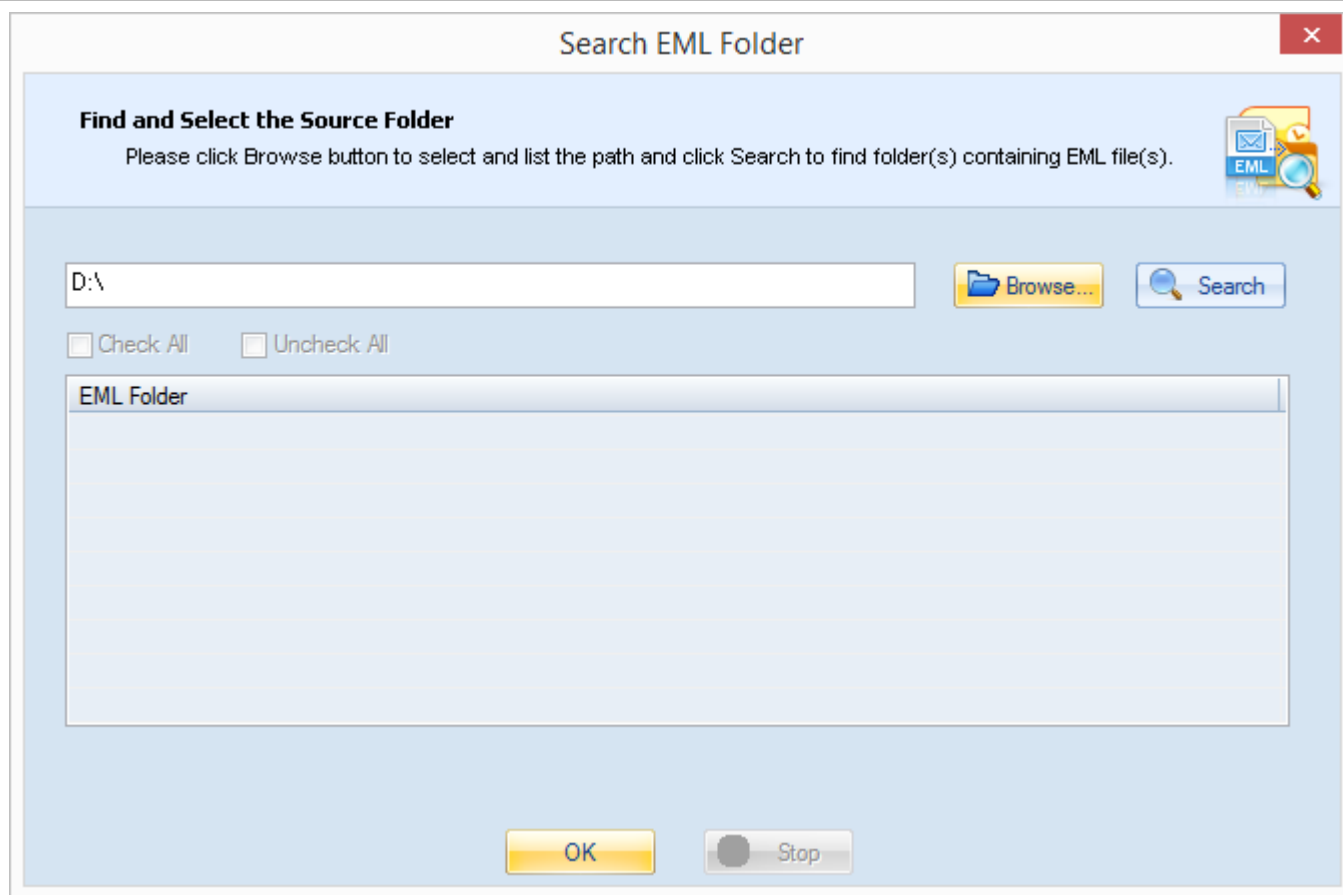 Search EML Folder
Find and Select the Source Folder
Please click Browse button to select and list the path and click Search to find folder(s) containing EML file(s).
EML
D:\
Browse...
Search
Check All
Uncheck All
EML Folder
OK
Stop